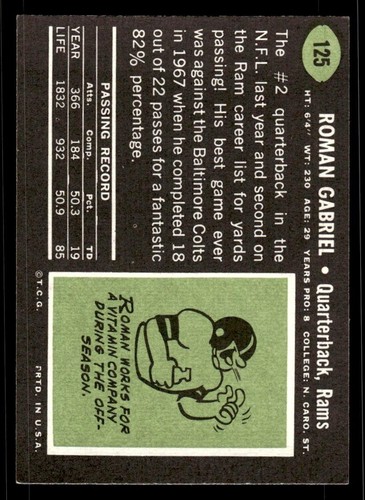 125
ROMAN GABRIEL • Quarterback, Rams
HT: 6'4" WT: 230 AGE: 29 YEARS PRO: 8 COLLEGE: N. CARO. ST.
The #2 quarterback in the
N.F.L. last year and second on
the Ram career list for yards
passing! His best game ever
was against the Baltimore Colts
in 1967 when he completed 18
out of 22 passes for a fantastic
82% percentage.
PASSING RECORD
Atts. Comp. Pct. TD
YEAR 366 184 50.3 19
LIFE 1832 932 50.9 85
ROMAN WORKS FOR
A VITAMIN COMPANY
DURING THE OFF-
SEASON.
© T.C.G. PRTD. IN U.S.A.